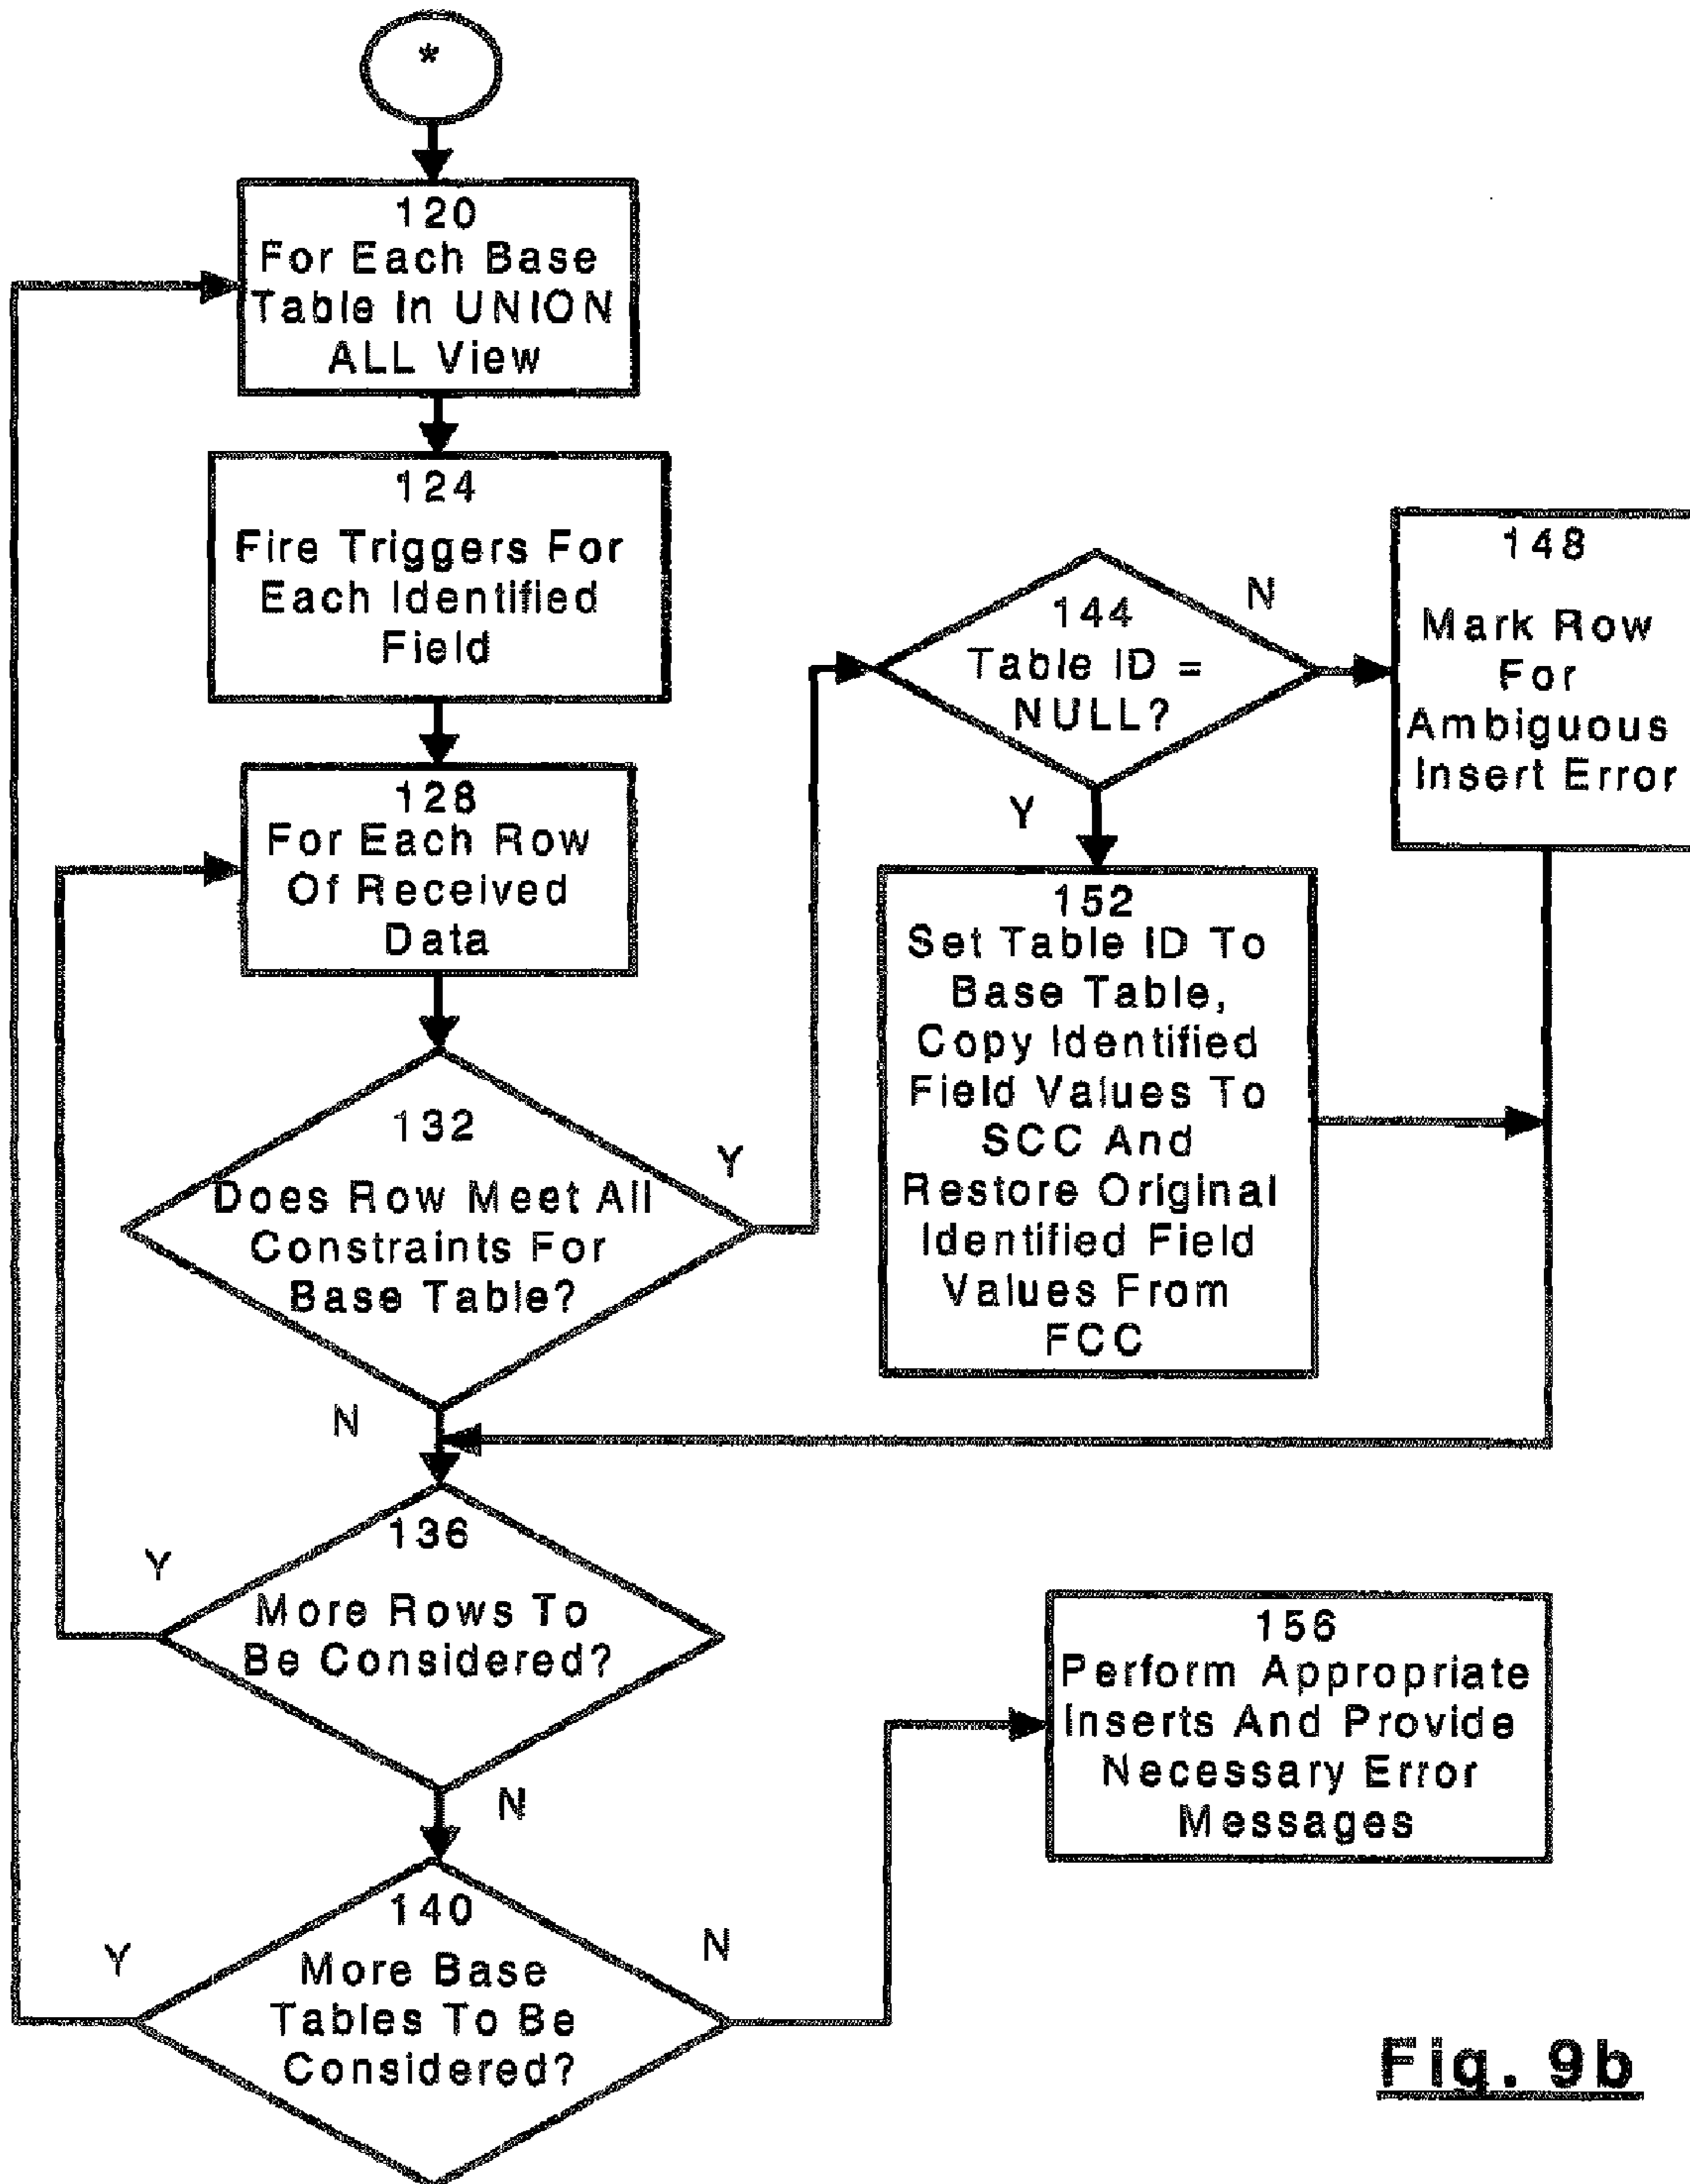 *
120
For Each Base
Table In UNION
ALL View
124
Fire Triggers For
Each Identified
Field
128
For Each Row
Of Received
Data
132
Does Row Meet All
Constraints For
Base Table?
Y
N
144
Table ID =
NULL?
N
Y
148
Mark Row
For
Ambiguous
Insert Error
152
Set Table ID To
Base Table,
Copy Identified
Field Values To
SCC And
Restore Original
Identified Field
Values From
FCC
136
More Rows To
Be Considered?
Y
N
140
More Base
Tables To Be
Considered?
Y
N
156
Perform Appropriate
Inserts And Provide
Necessary Error
Messages
Fig. 9b